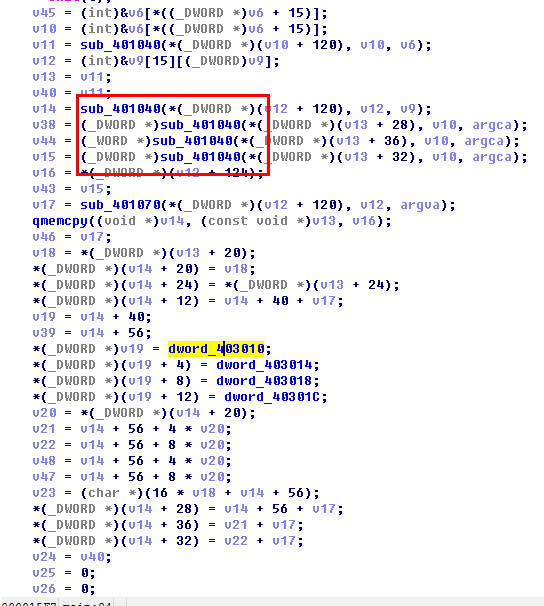 v45 = (int)&v6[*((_DWORD *)v6 + 15)];
v10 = (int)&v6[*((_DWORD *)v6 + 15)];
v11 = sub_401040(*(_DWORD *)(v10 + 120), v10, v6);
v12 = (int)&v9[15][(_DWORD)v9];
v13 = v11;
v40 = v11;
v14 = sub_401040(*(_DWORD *)(v12 + 120), v12, v9);
v38 = (_DWORD *)sub_401040(*(_DWORD *)(v13 + 28), v10, argca);
v44 = (_WORD *)sub_401040(*(_DWORD *)(v13 + 36), v10, argca);
v15 = (_DWORD *)sub_401040(*(_DWORD *)(v13 + 32), v10, argca);
v16 = *(_DWORD *)(v12 + 124);
v43 = v15;
v17 = sub_401070(*(_DWORD *)(v12 + 120), v12, argva);
qmemcpy((void *)v14, (const void *)v13, v16);
v46 = v17;
v18 = *(_DWORD *)(v13 + 20);
*(_DWORD *)(v14 + 20) = v18;
*(_DWORD *)(v14 + 24) = *(_DWORD *)(v13 + 24);
*(_DWORD *)(v14 + 12) = v14 + 40 + v17;
v19 = v14 + 40;
v39 = v14 + 56;
*(_DWORD *)v19 = dword_403010;
*(_DWORD *)(v19 + 4) = dword_403014;
*(_DWORD *)(v19 + 8) = dword_403018;
*(_DWORD *)(v19 + 12) = dword_40301C;
v20 = *(_DWORD *)(v14 + 20);
v21 = v14 + 56 + 4 * v20;
v22 = v14 + 56 + 8 * v20;
v48 = v14 + 56 + 4 * v20;
v47 = v14 + 56 + 8 * v20;
v23 = (char *)(16 * v18 + v14 + 56);
*(_DWORD *)(v14 + 28) = v14 + 56 + v17;
*(_DWORD *)(v14 + 36) = v21 + v17;
*(_DWORD *)(v14 + 32) = v22 + v17;
v24 = v40;
v25 = 0;
v26 = 0;